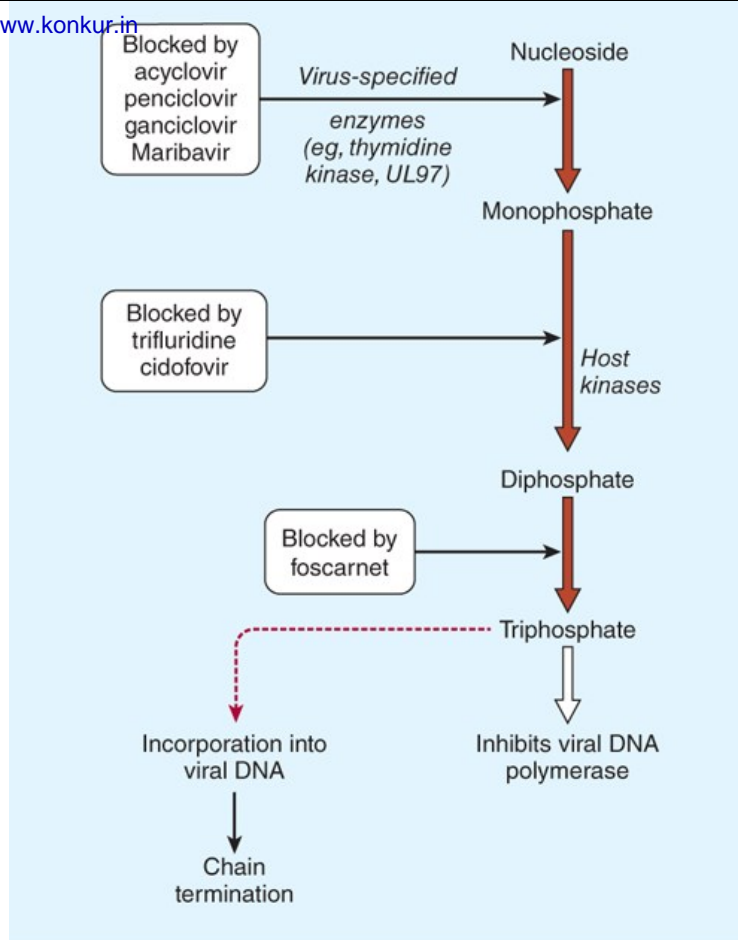 ww.konkur.in
Blocked by
acyclovir
penciclovir
ganciclovir
Maribavir
Virus-specified
enzymes
(eg, thymidine
kinase, UL97)
Nucleoside
Monophosphate
Blocked by
trifluridine
cidofovir
Host
kinases
Diphosphate
Blocked by
foscarnet
Triphosphate
Incorporation into
viral DNA
Inhibits viral DNA
polymerase
Chain
termination